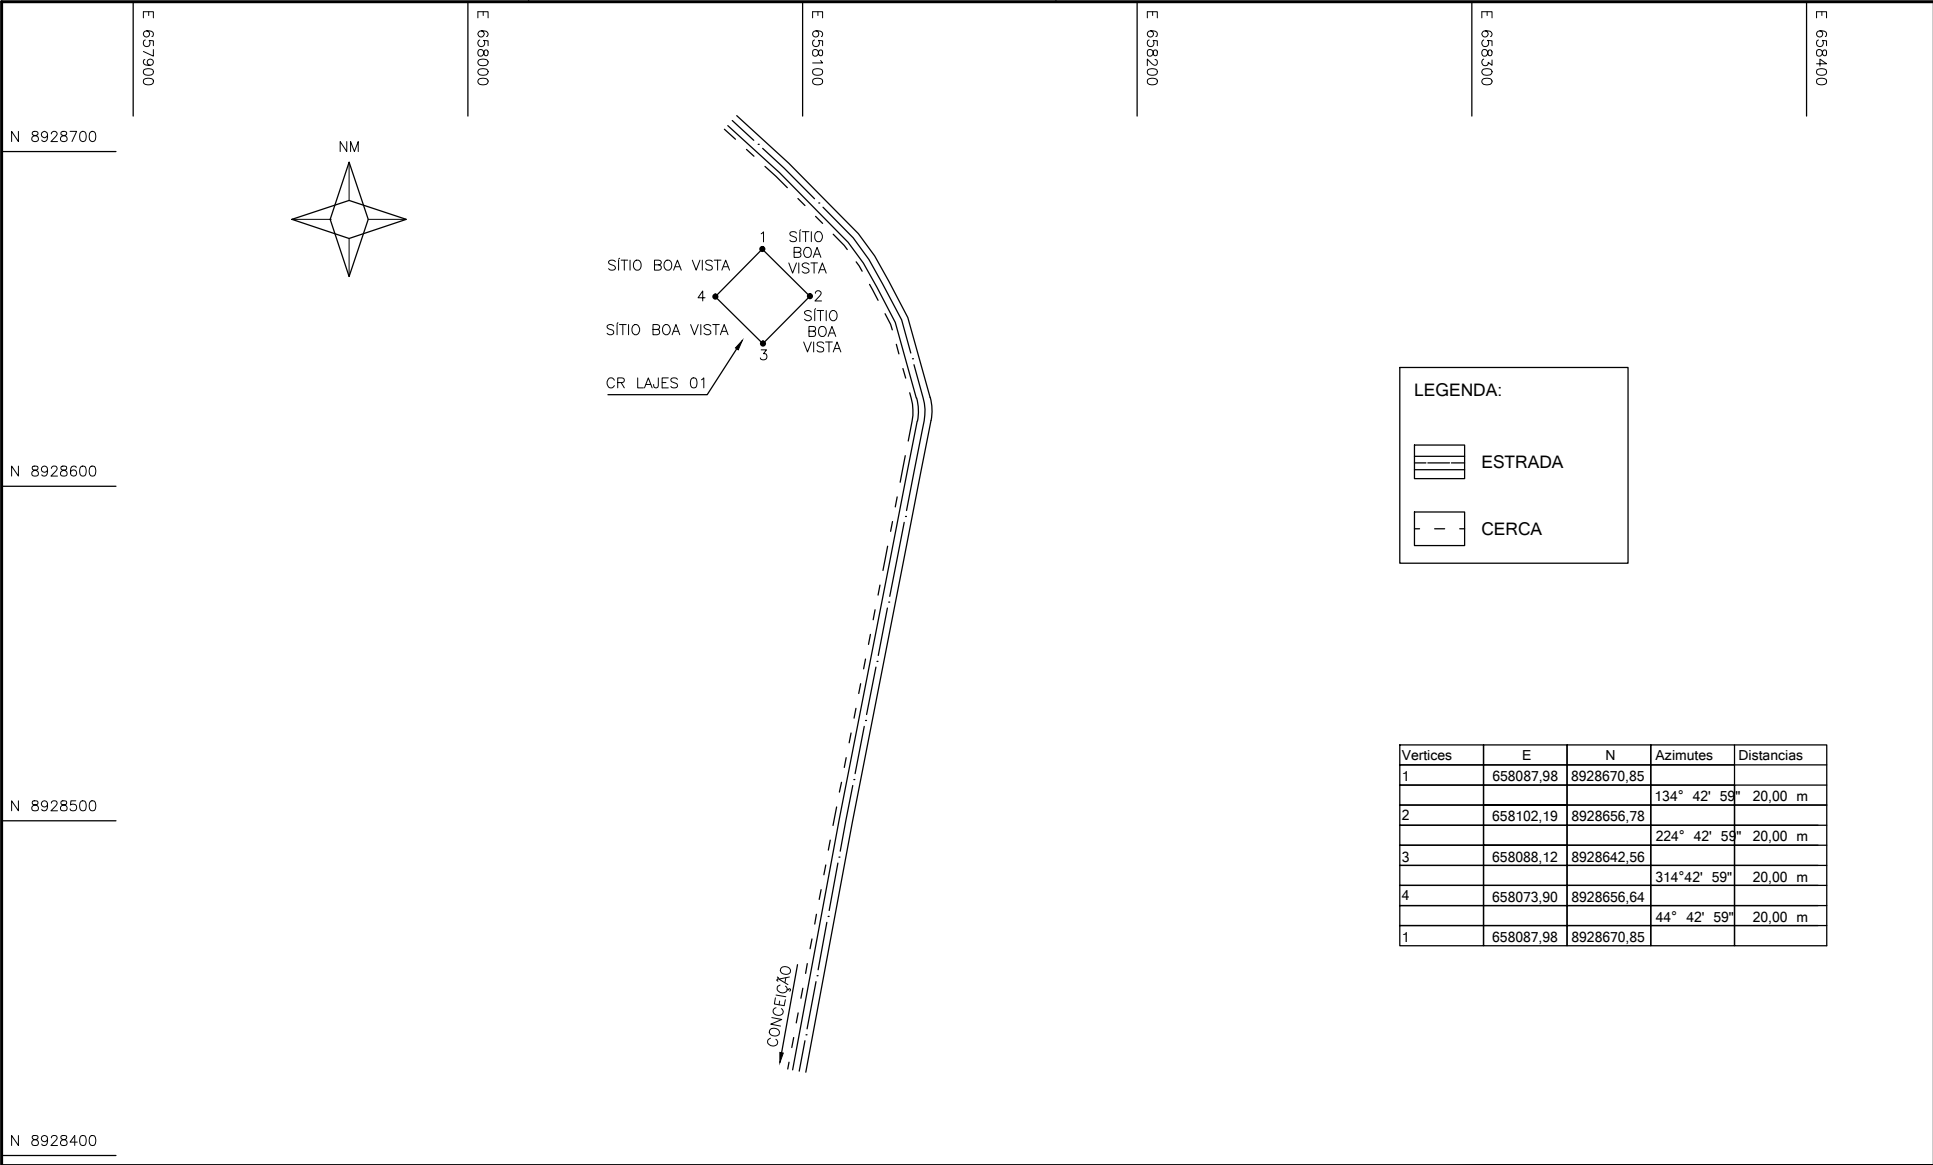 E 657900
E 658000
E 658100
E 658200
E 658300
E 658400
N 8928700
NM
1
SÍTIO
BOA
VISTA
SÍTIO BOA VISTA
4
2
SÍTIO BOA VISTA
SÍTIO
BOA
VISTA
3
CR LAJES 01
LEGENDA:
ESTRADA
CERCA
N 8928600
Vertices E N Azimutes Distancias
1 658087,98 8928670,85
134° 42' 59" 20,00 m
2 658102,19 8928656,78
224° 42' 59" 20,00 m
3 658088,12 8928642,56
314°42' 59" 20,00 m
4 658073,90 8928656,64
44° 42' 59" 20,00 m
1 658087,98 8928670,85
N 8928500
CONCEIÇÃO
N 8928400